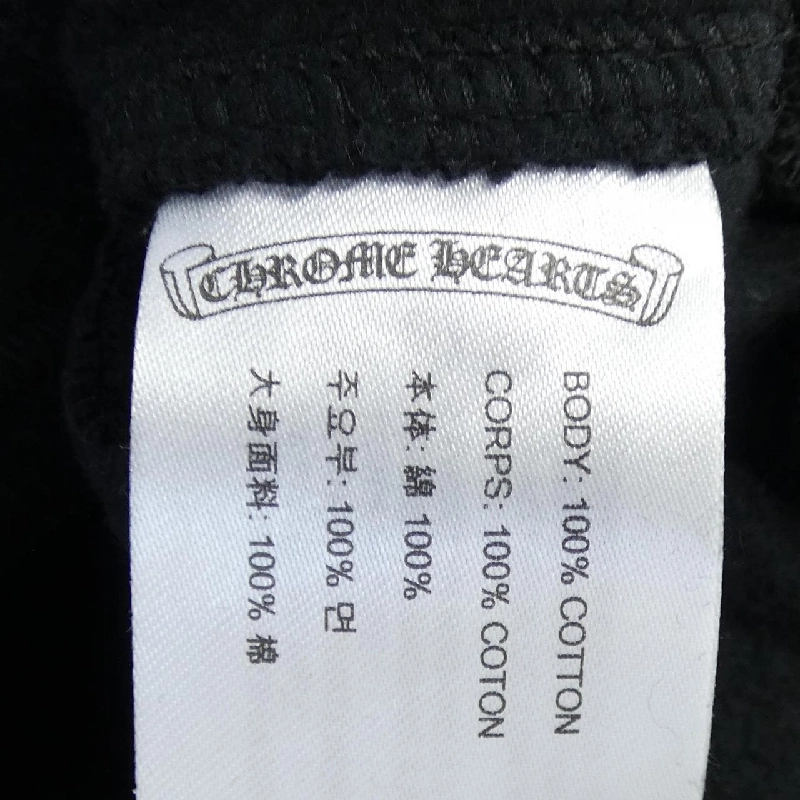 CHROME HEARTS
BODY: 100% COTTON
CORPS: 100% COTON
本体: 綿 100%
주요부: 100% 면
大身面料: 100% 棉